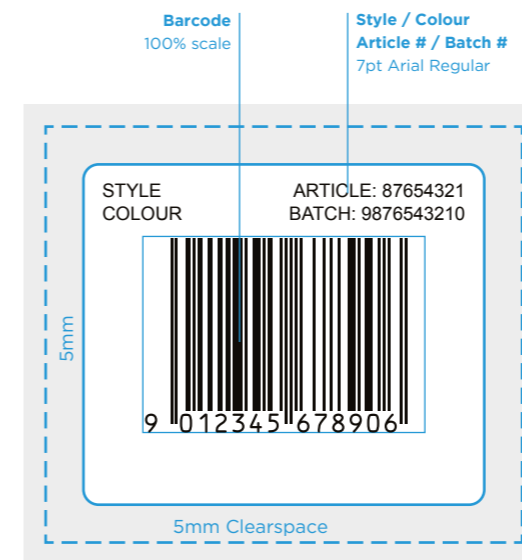 Barcode
100% scale
Style / Colour
Article # / Batch #
7pt Arial Regular
STYLE
COLOUR
ARTICLE: 87654321
BATCH: 9876543210
5mm
9 012345 678906
5mm Clearspace